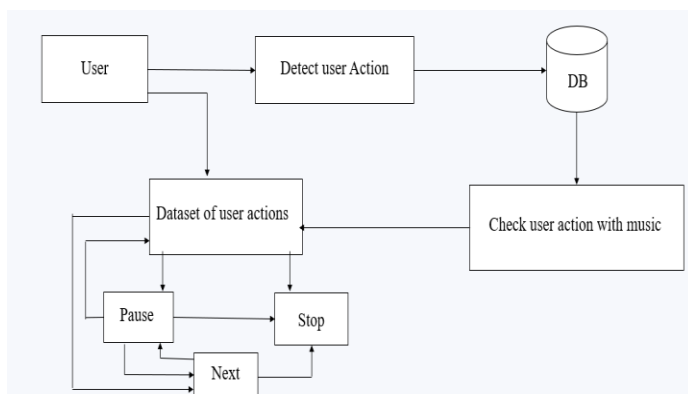 User
Detect user Action
DB
Dataset of user actions
Check user action with music
Pause
Stop
Next